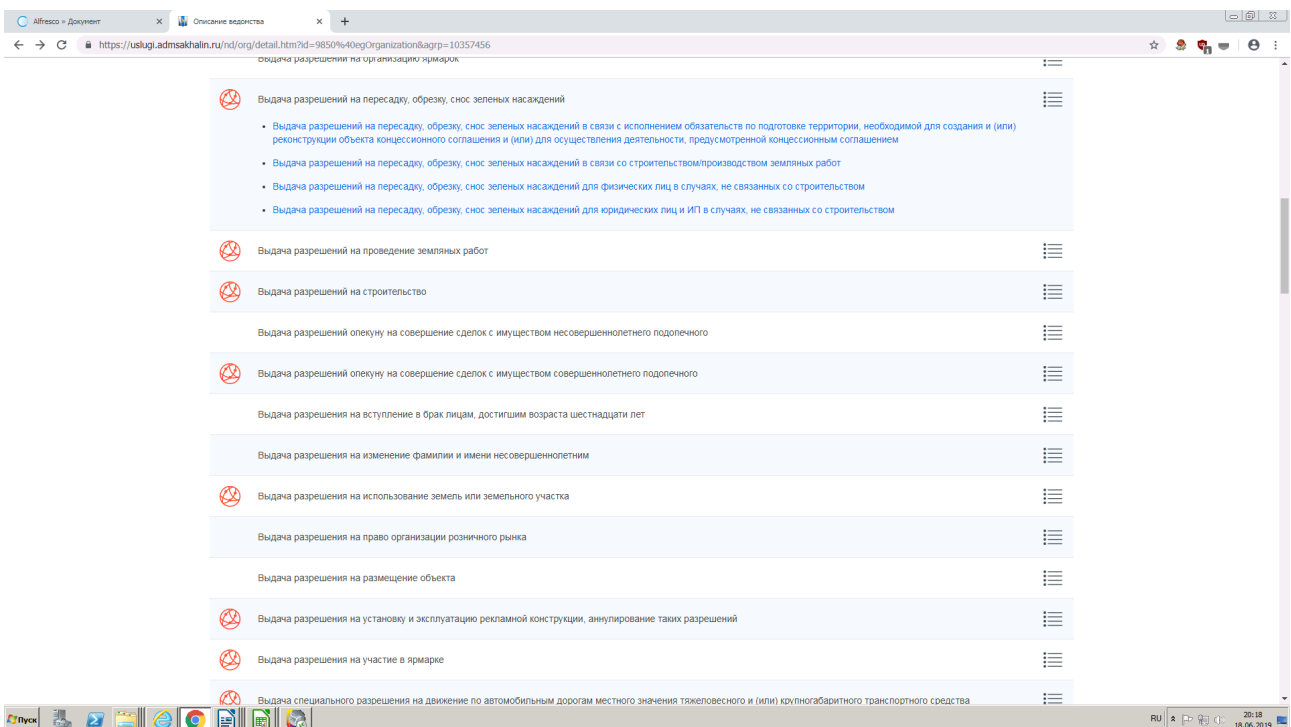 Alfresco » Документ
Описание ведомства
https://uslugi.admsakhalin.ru/nd/org/detail.htm?id=9850%40egOrganization&agrp=10357456
Выдача разрешений на организацию ярмарок
Выдача разрешений на пересадку, обрезку, снос зеленых насаждений
• Выдача разрешений на пересадку, обрезку, снос зеленых насаждений в связи с исполнением обязательств по подготовке территории, необходимой для создания и (или)
реконструкции объекта концессионного соглашения и (или) для осуществления деятельности, предусмотренной концессионным соглашением
• Выдача разрешений на пересадку, обрезку, снос зеленых насаждений в связи со строительством/производством земляных работ
• Выдача разрешений на пересадку, обрезку, снос зеленых насаждений для физических лиц в случаях, не связанных со строительством
• Выдача разрешений на пересадку, обрезку, снос зеленых насаждений для юридических лиц и ИП в случаях, не связанных со строительством
Выдача разрешений на проведение земляных работ
Выдача разрешений на строительство
Выдача разрешений опекуну на совершение сделок с имуществом несовершеннолетнего подопечного
Выдача разрешений опекуну на совершение сделок с имуществом совершеннолетнего подопечного
Выдача разрешения на вступление в брак лицам, достигшим возраста шестнадцати лет
Выдача разрешения на изменение фамилии и имени несовершеннолетним
Выдача разрешения на использование земель или земельного участка
Выдача разрешения на право организации розничного рынка
Выдача разрешения на размещение объекта
Выдача разрешения на установку и эксплуатацию рекламной конструкции, аннулирование таких разрешений
Выдача разрешения на участие в ярмарке
Выдача специального разрешения на движение по автомобильным дорогам местного значения тяжеловесного и (или) крупногабаритного транспортного средства
Пуск
RU
20:18
18.06.2019